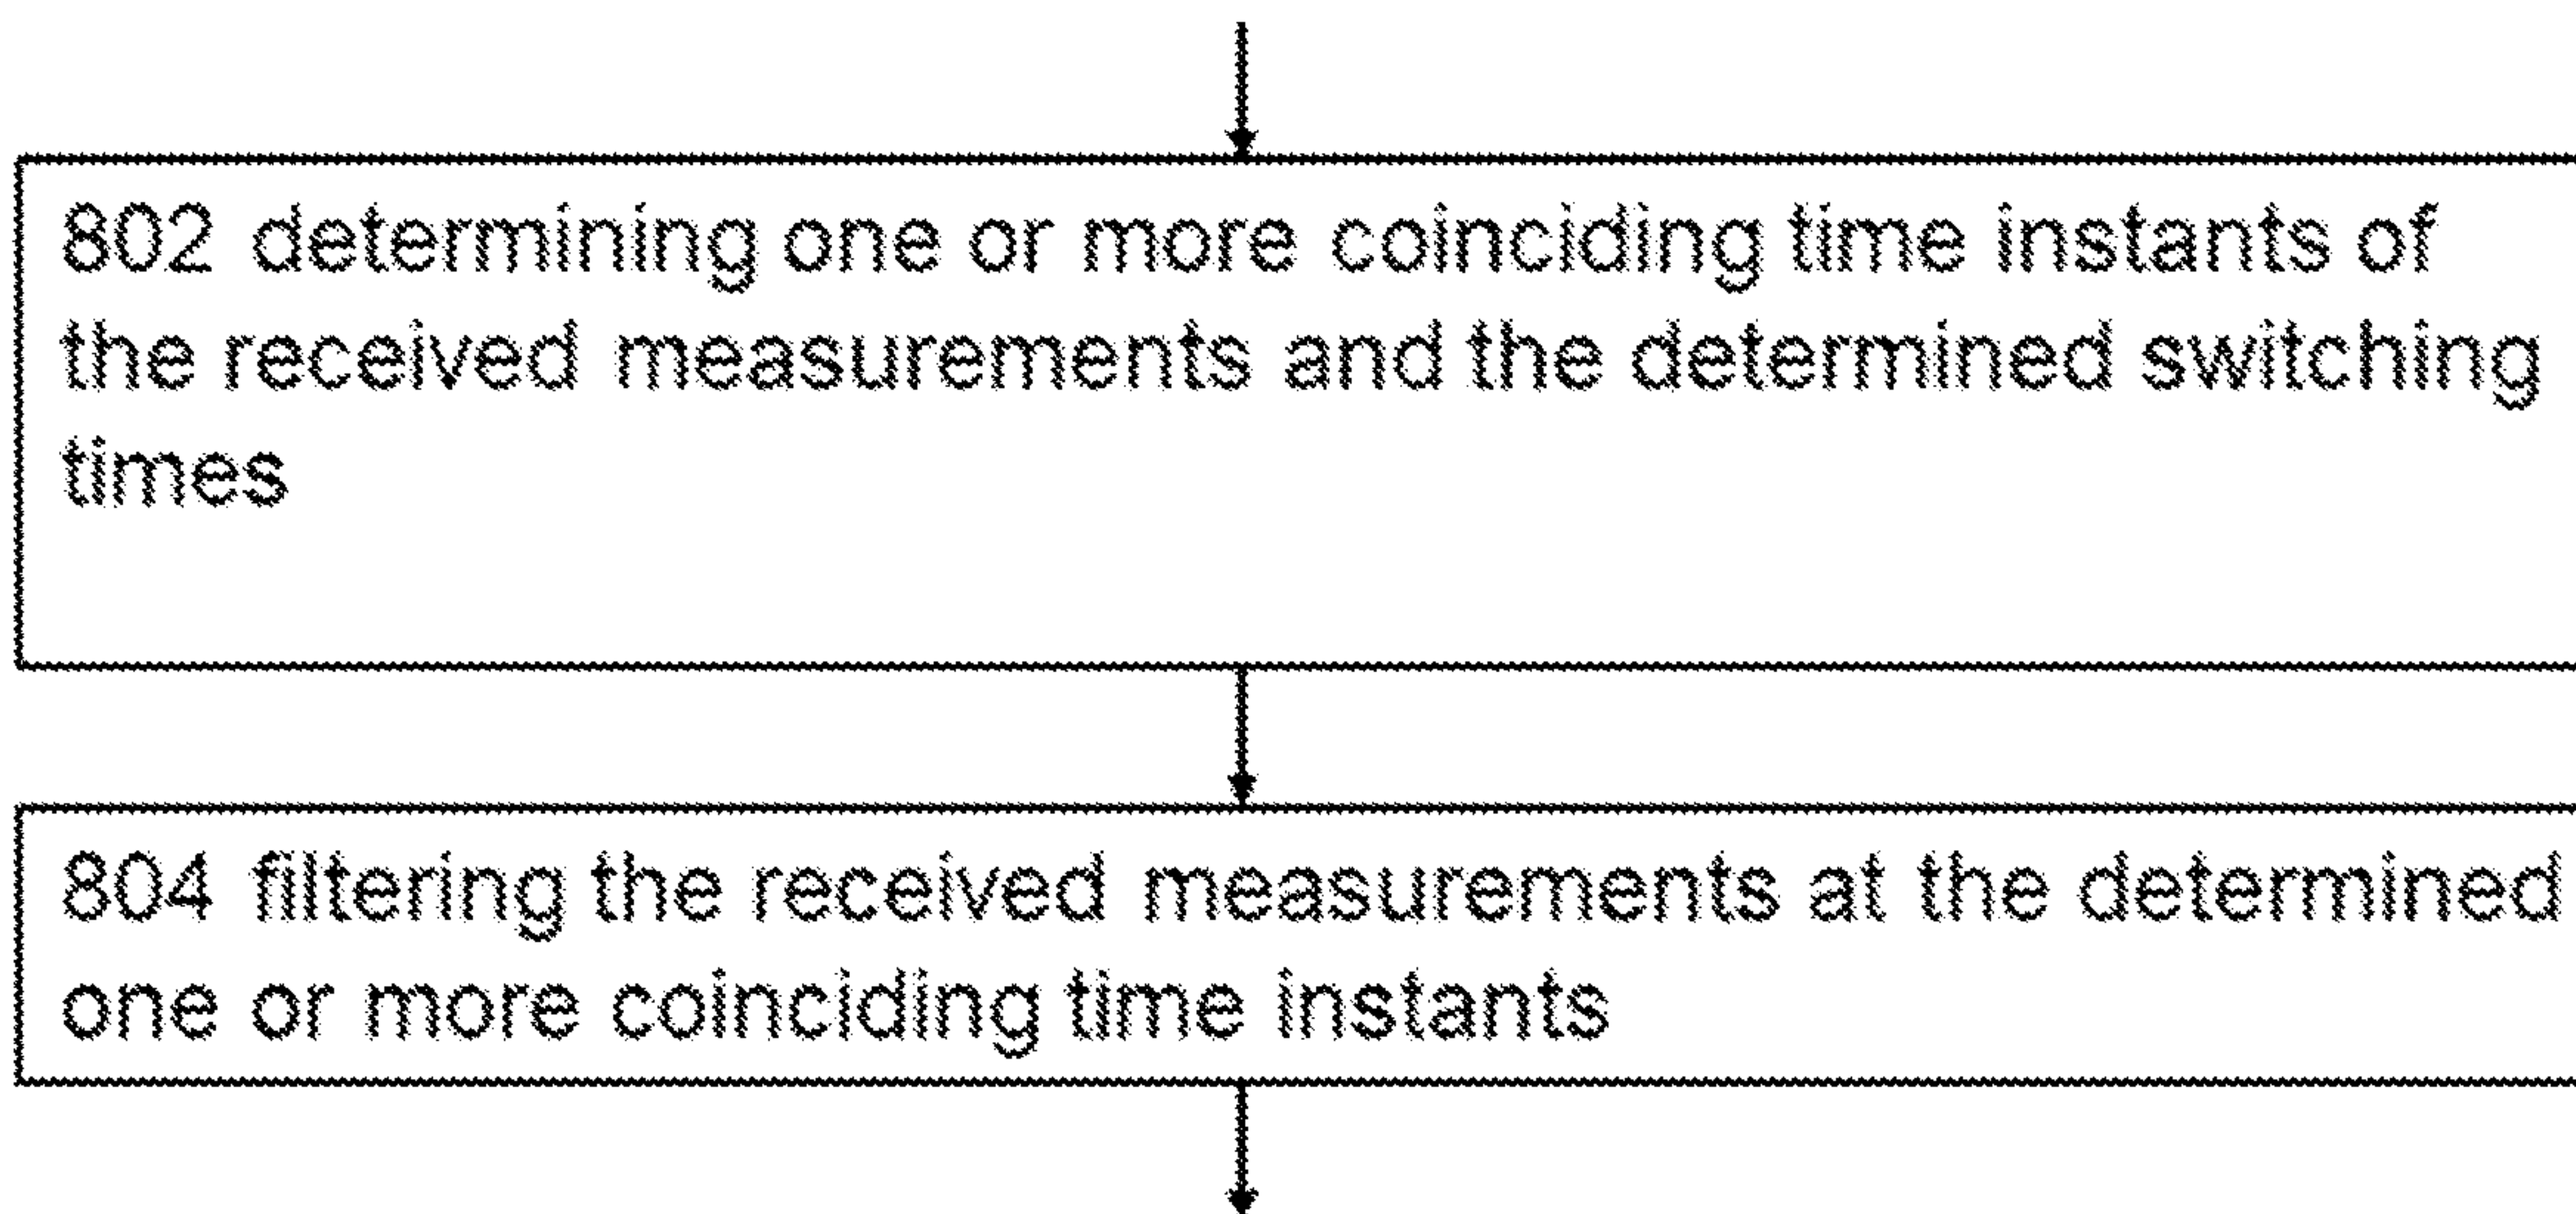 802 determining one or more coinciding time instants of
the received measurements and the determined switching
times
804 filtering the received measurements at the determined
one or more coinciding time instants